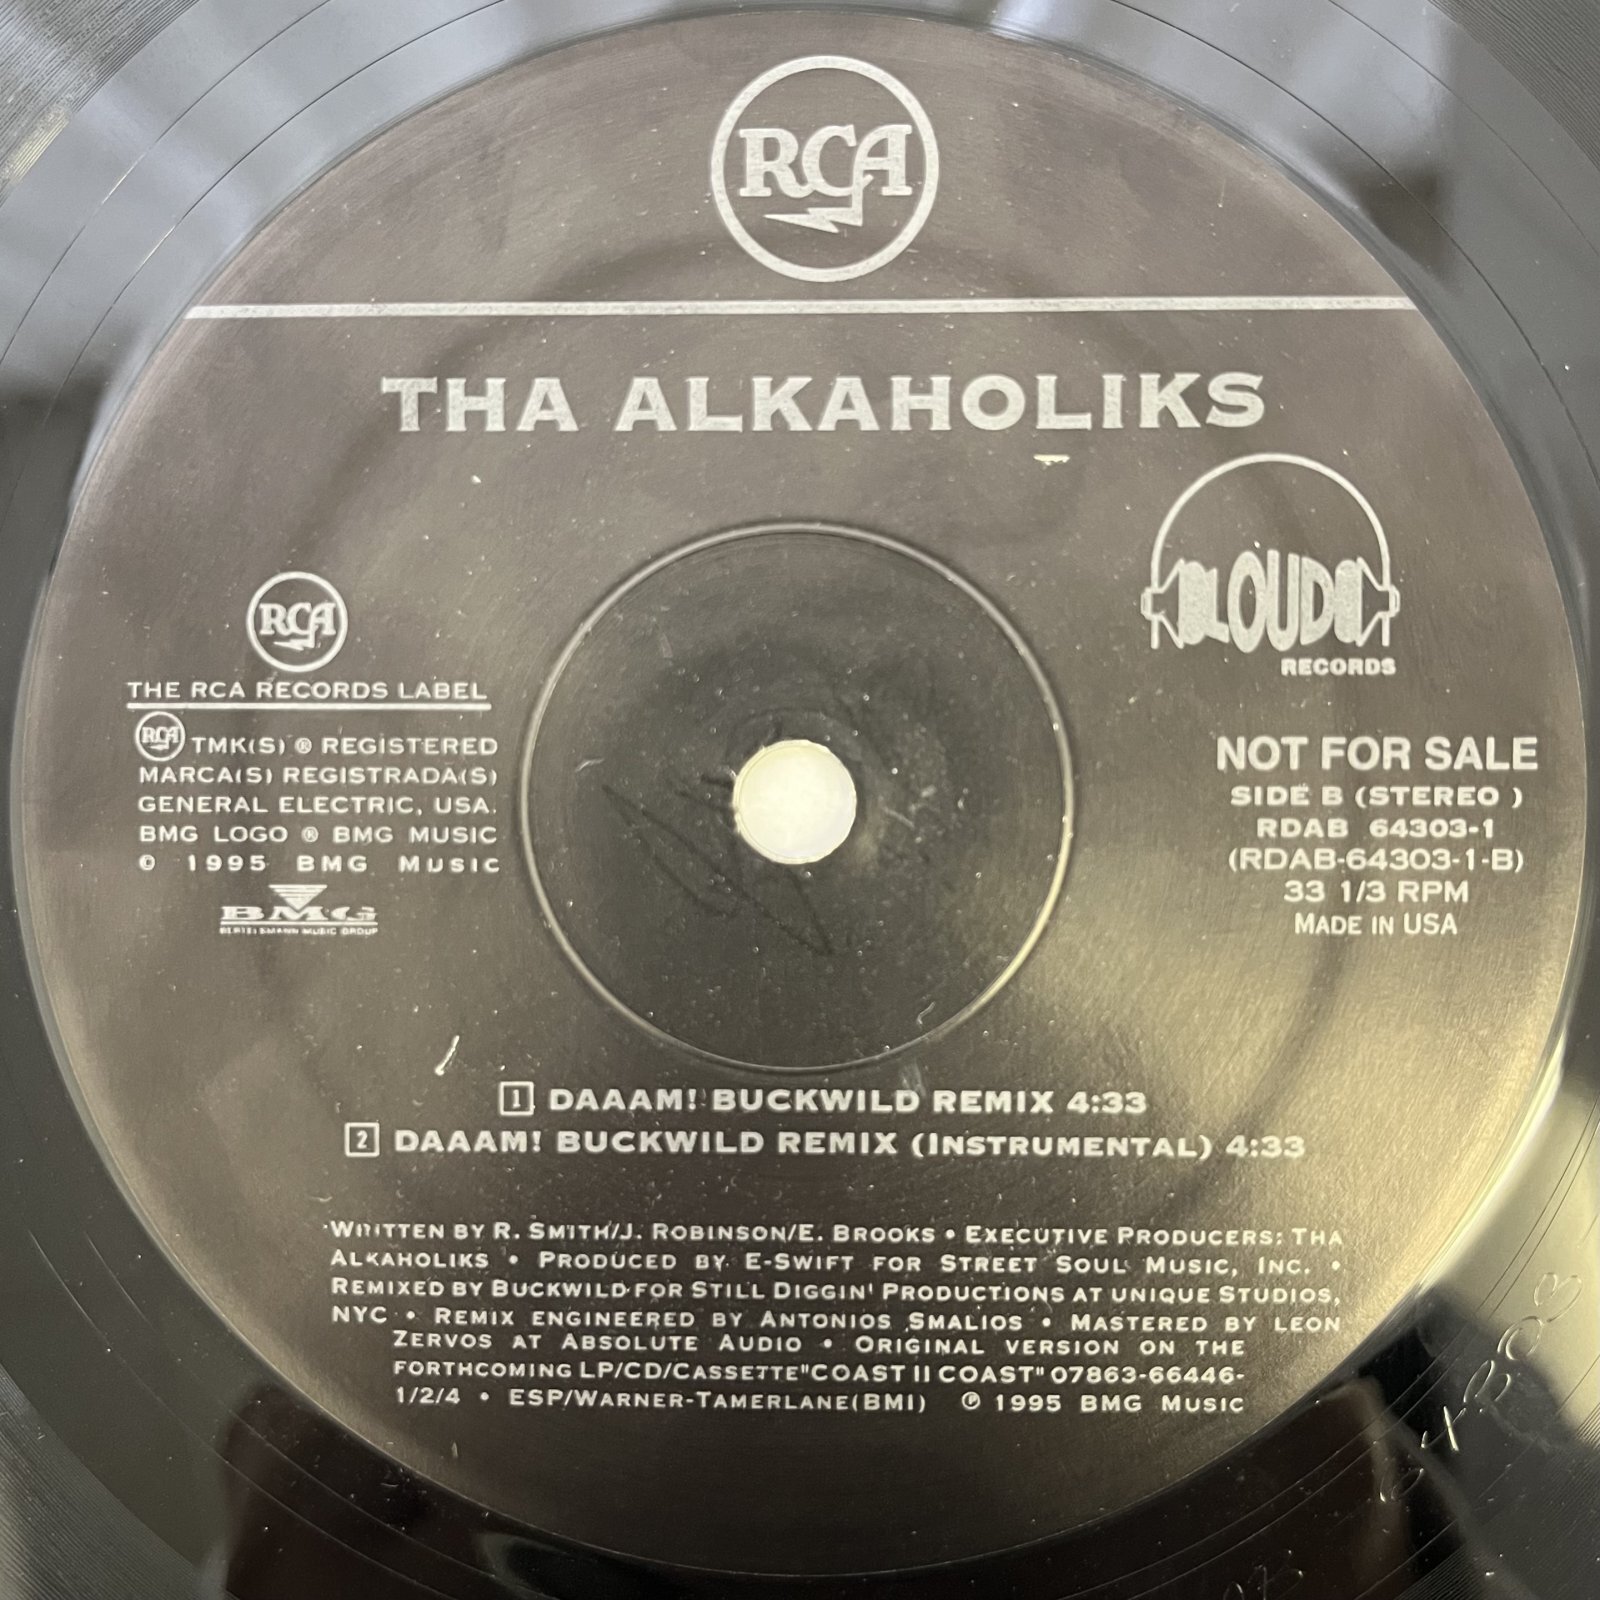 RCA
THA ALKAHOLIKS
LOUD
RECORDS
RCA
THE RCA RECORDS LABEL
RCA TMK(S) ® REGISTERED
MARCA(S) REGISTRADA(S)
GENERAL ELECTRIC, USA.
BMG LOGO ® BMG MUSIC
© 1995 BMG MUSIC
BMG
BERTELSMANN MUSIC GROUP
NOT FOR SALE
SIDE B (STEREO )
RDAB 64303-1
(RDAB-64303-1-B)
33 1/3 RPM
MADE IN USA
1 DAAAM! BUCKWILD REMIX 4:33
2 DAAAM! BUCKWILD REMIX (INSTRUMENTAL) 4:33
WRITTEN BY R. SMITH/J. ROBINSON/E. BROOKS • EXECUTIVE PRODUCERS: THA
ALKAHOLIKS • PRODUCED BY E-SWIFT FOR STREET SOUL MUSIC, INC. •
REMIXED BY BUCKWILD FOR STILL DIGGIN' PRODUCTIONS AT UNIQUE STUDIOS,
NYC • REMIX ENGINEERED BY ANTONIOS SMALIOS • MASTERED BY LEON
ZERVOS AT ABSOLUTE AUDIO • ORIGINAL VERSION ON THE
FORTHCOMING LP/CD/CASSETTE"COAST II COAST" 07863-66446-
1/2/4 • ESP/WARNER-TAMERLANE(BMI) ℗ 1995 BMG MUSIC